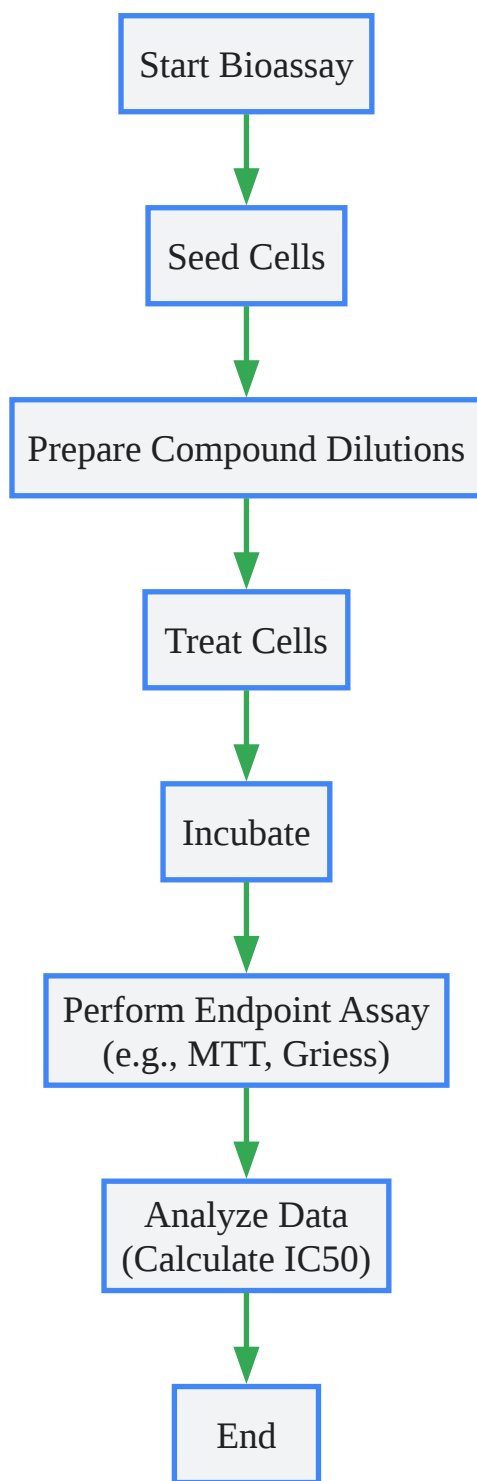 Start Bioassay
Seed Cells
Prepare Compound Dilutions
Treat Cells
Incubate
Perform Endpoint Assay
(e.g., MTT, Griess)
Analyze Data
(Calculate IC50)
End